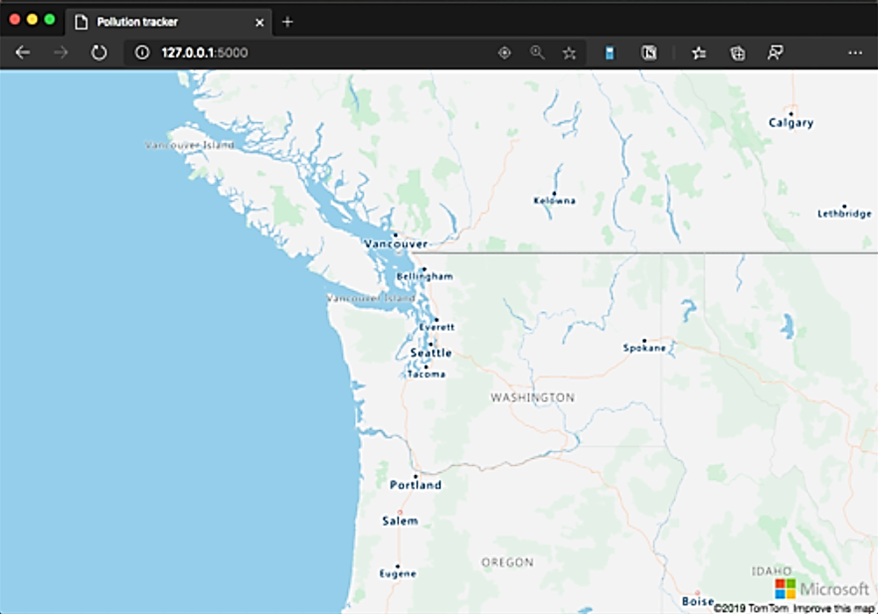 Pollution tracker
127.0.0.1:5000
Calgary
Vancouver Island
Kelowna
Lethbridge
Vancouver
Bellingham
Vancouver Island
Everett
Seattle
Spokane
Tacoma
WASHINGTON
Portland
Salem
OREGON
IDAHO
Eugene
Microsoft
Boise
©2019 TomTom Improve this map